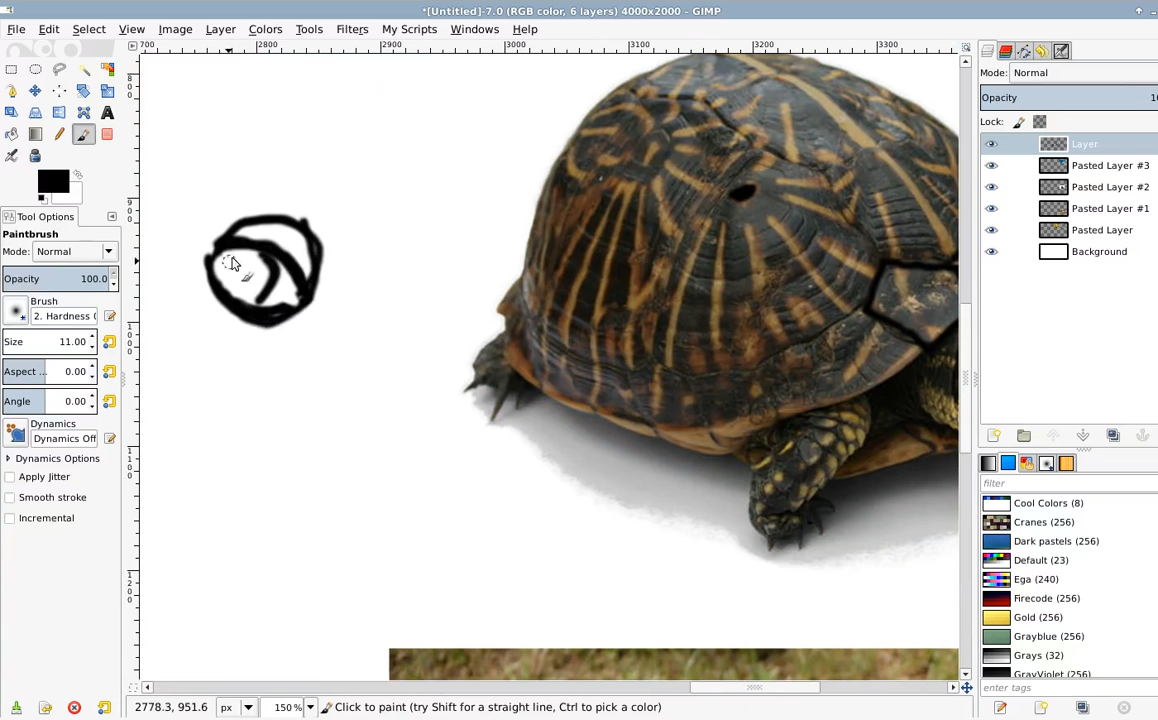 *[Untitled]-7.0 (RGB color, 6 layers) 4000x2000 – GIMP
File Edit Select View Image Layer Colors Tools Filters My Scripts Windows Help
700 2800 2900 3000 3100 3200 3300
Mode: Normal
Opacity
Lock:
Layer
Pasted Layer #3
Pasted Layer #2
Pasted Layer #1
Pasted Layer
Background
Tool Options
Paintbrush
Mode: Normal
Opacity 100.0
Brush
2. Hardness
Size 11.00
Aspect ... 0.00
Angle 0.00
Dynamics
Dynamics Off
Dynamics Options
Apply Jitter
Smooth stroke
Incremental
filter
Cool Colors (8)
Cranes (256)
Dark pastels (256)
Default (23)
Ega (240)
Firecode (256)
Gold (256)
Grayblue (256)
Grays (32)
GrayViolet (256)
enter tags
2778.3, 951.6 px 150% Click to paint (try Shift for a straight line, Ctrl to pick a color)